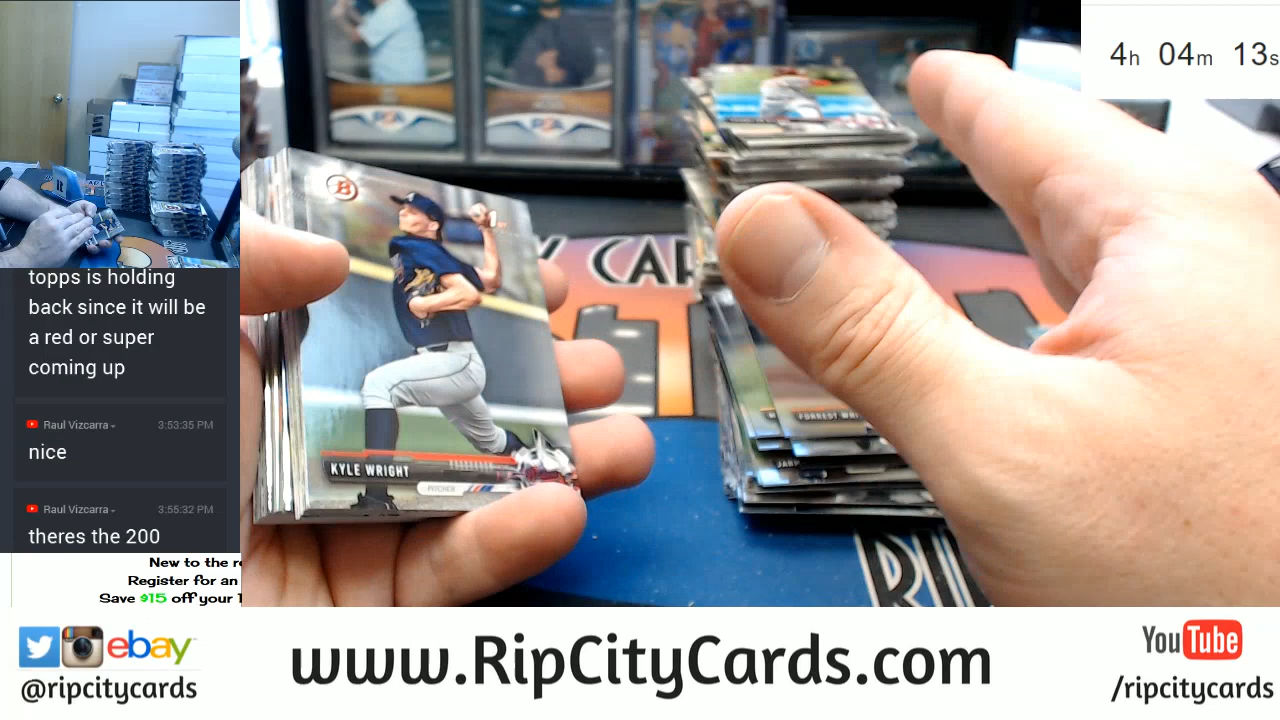 4h 04m 13s
topps is holding
back since it will be
a red or super
coming up
Raul Vizcarra
3:53:35 PM
nice
Raul Vizcarra
3:55:32 PM
theres the 200
New to the r
Register for an
Save $15 off your
B
KYLE WRIGHT
PITCHER
CAR
FORREST
RIP
ebay
@ripcitycards
www.RipCityCards.com
YouTube
/ripcitycards